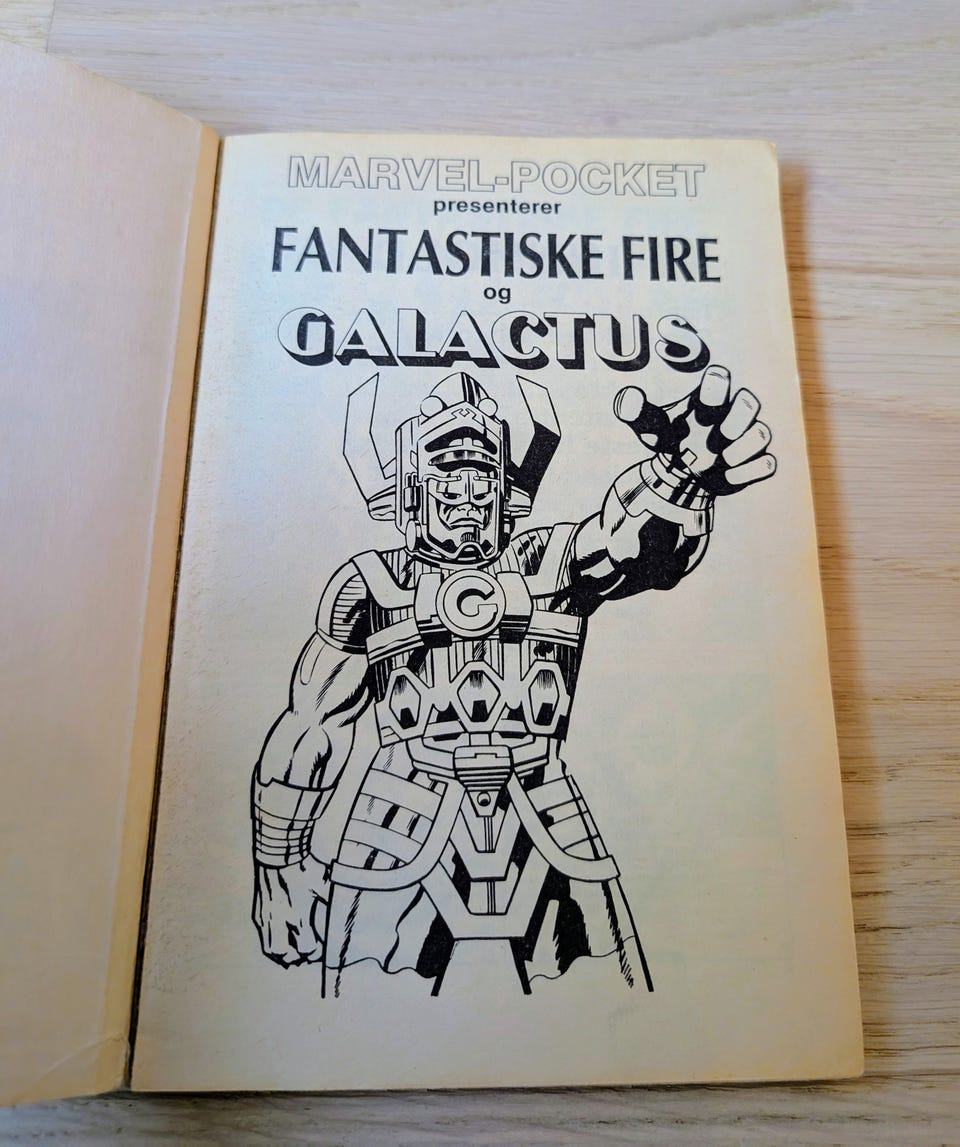 MARVEL-POCKET
presenterer
FANTASTISKE FIRE
og
GALACTUS
G